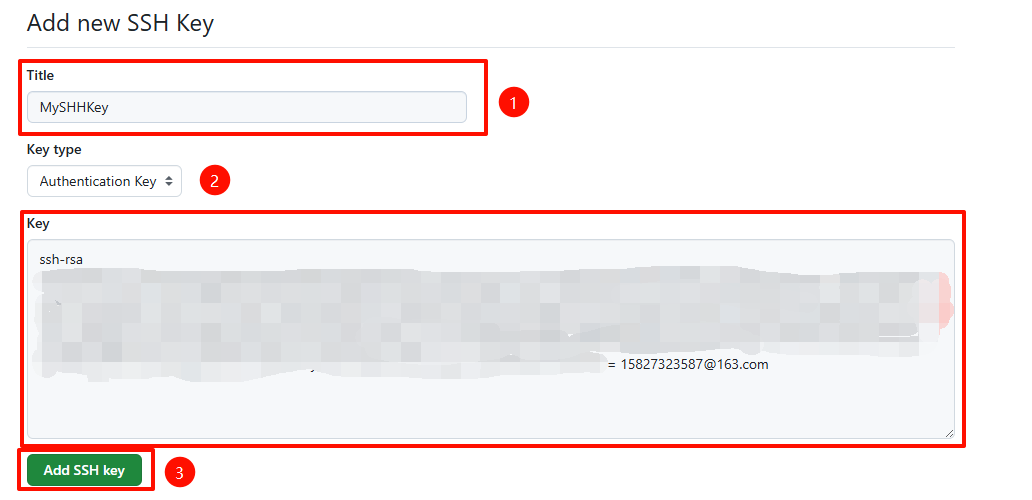 Add new SSH Key
Title
MySHHKey
1
Key type
Authentication Key
2
Key
ssh-rsa
= 15827323587@163.com
Add SSH key
3